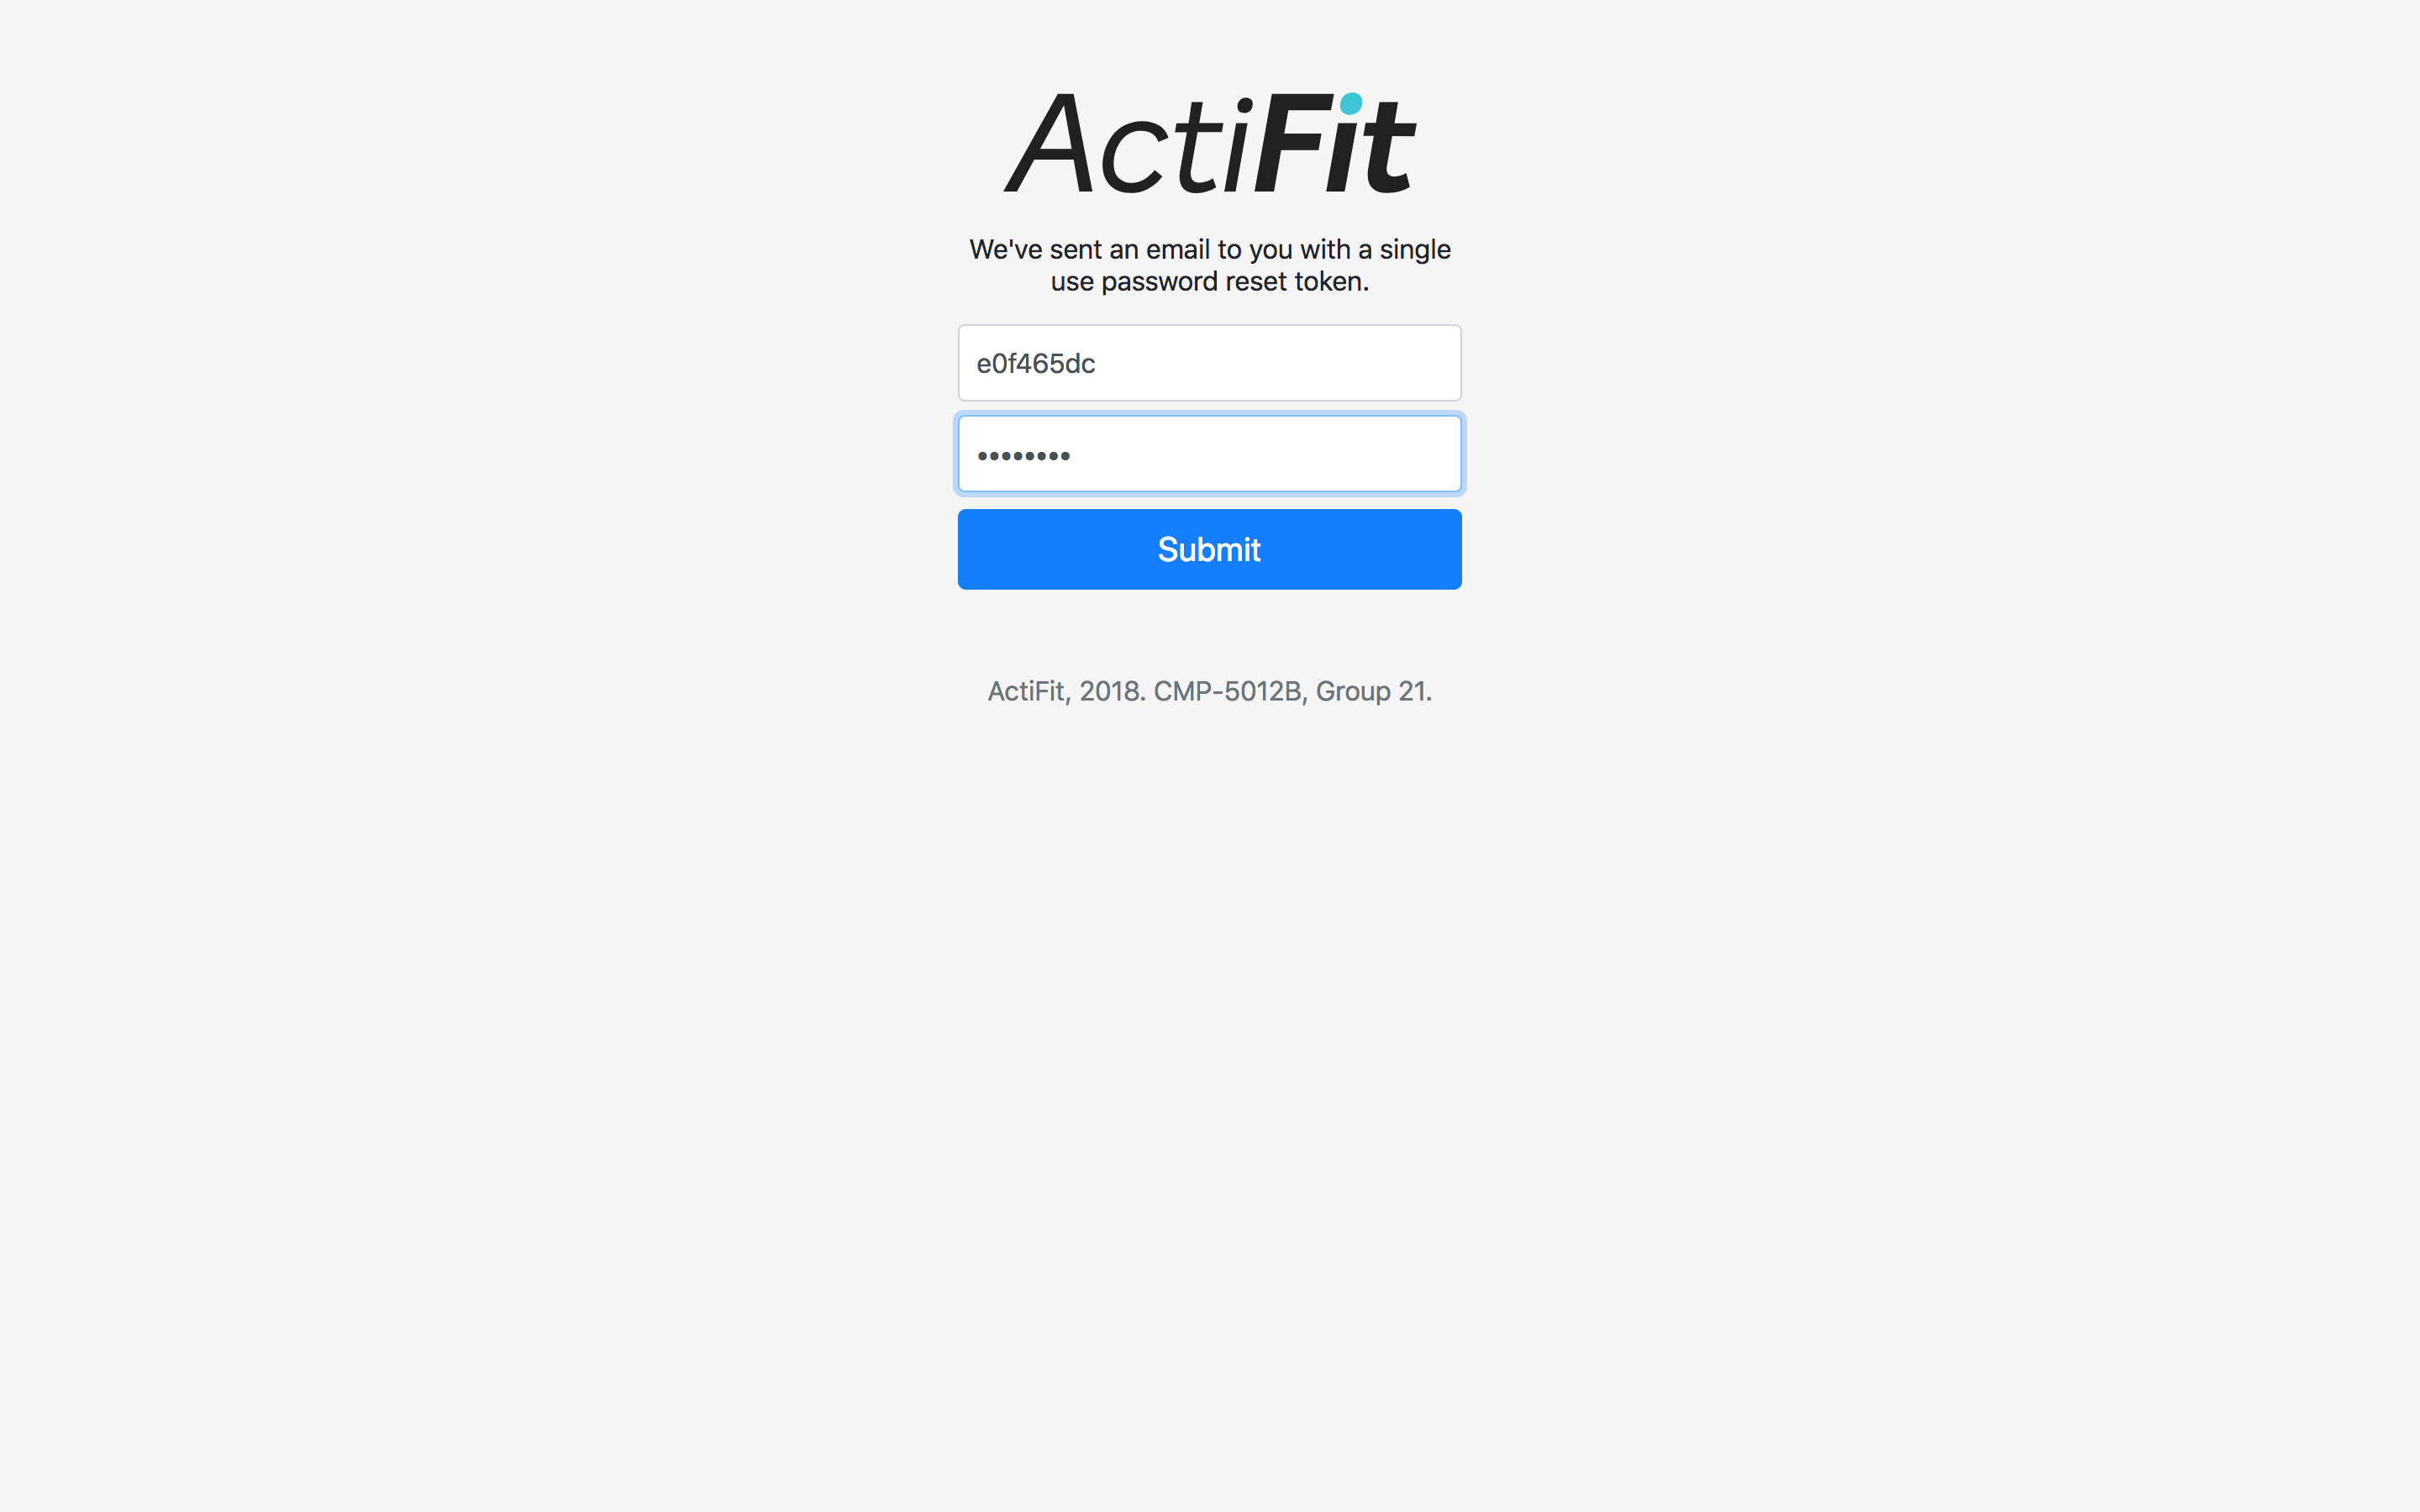 ActiFit
We've sent an email to you with a single
use password reset token.
e0f465dc
••••••••
Submit
ActiFit, 2018. CMP-5012B, Group 21.